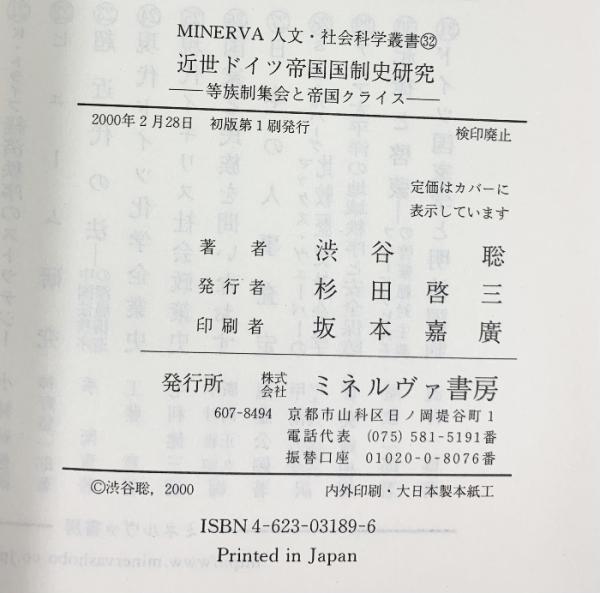 MINERVA 人文・社会科学叢書㉜
近世ドイツ帝国国制史研究
——等族制集会と帝国クライス——
2000年2月28日 初版第1刷発行 検印廃止
定価はカバーに
表示しています
著者 渋谷聡
発行者 杉田啓三
印刷者 坂本嘉廣
発行所 株式会社 ミネルヴァ書房
607-8494 京都市山科区日ノ岡堤谷町1
電話代表 (075)581-5191番
振替口座 01020-0-8076番
©渋谷聡, 2000 内外印刷・大日本製本紙工
ISBN4-623-03189-6
Printed in Japan